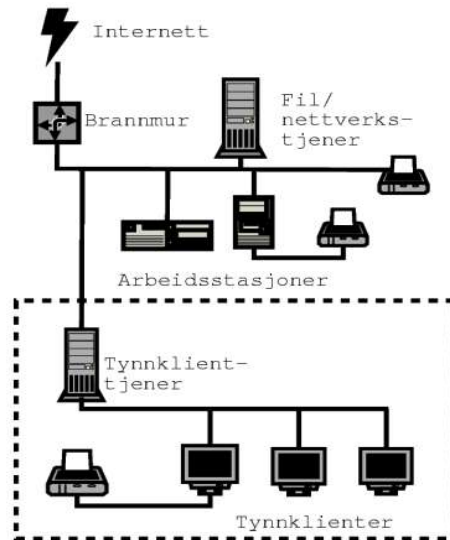 Internett
Brannmur
Fil/
nettverks-
tjener
Arbeidsstasjoner
Tynnklient-
tjener
Tynnklienter